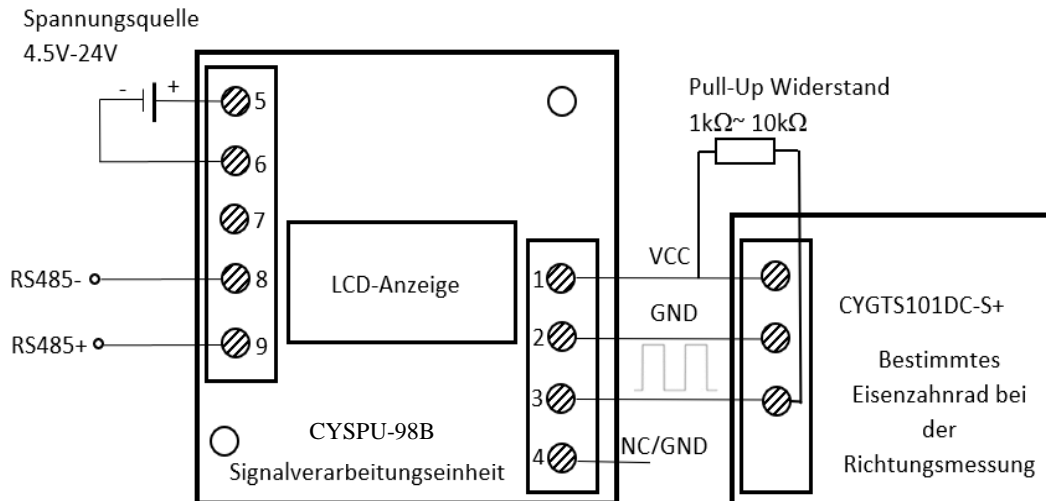 Spannungsquelle
4.5V-24V
- +
5
6
7
8
9
RS485-
RS485+
LCD-Anzeige
CYSPU-98B
Signalverarbeitungseinheit
1
2
3
4
VCC
GND
NC/GND
Pull-Up Widerstand
1kΩ~ 10kΩ
CYGTS101DC-S+
Bestimmtes
Eisenzahnrad bei
der
Richtungsmessung